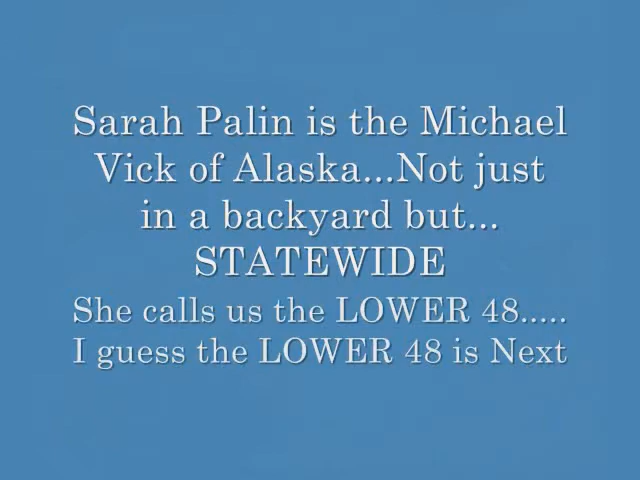 Sarah Palin is the Michael
Vick of Alaska...Not just
in a backyard but...
STATEWIDE
She calls us the LOWER 48.....
I guess the LOWER 48 is Next